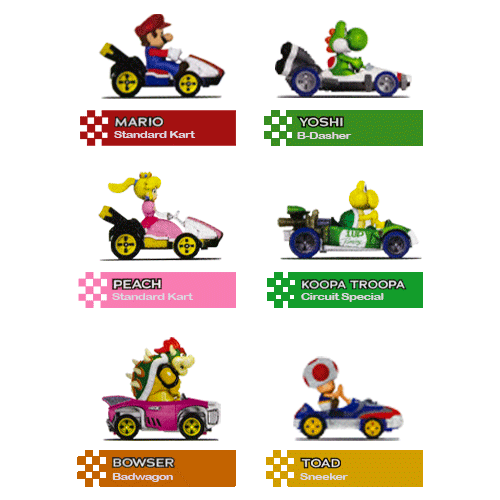 MARIO
Standard Kart
YOSHI
B-Dasher
PEACH
Standard Kart
KOOPA TROOPA
Circuit Special
BOWSER
Badwagon
TOAD
Sneeker